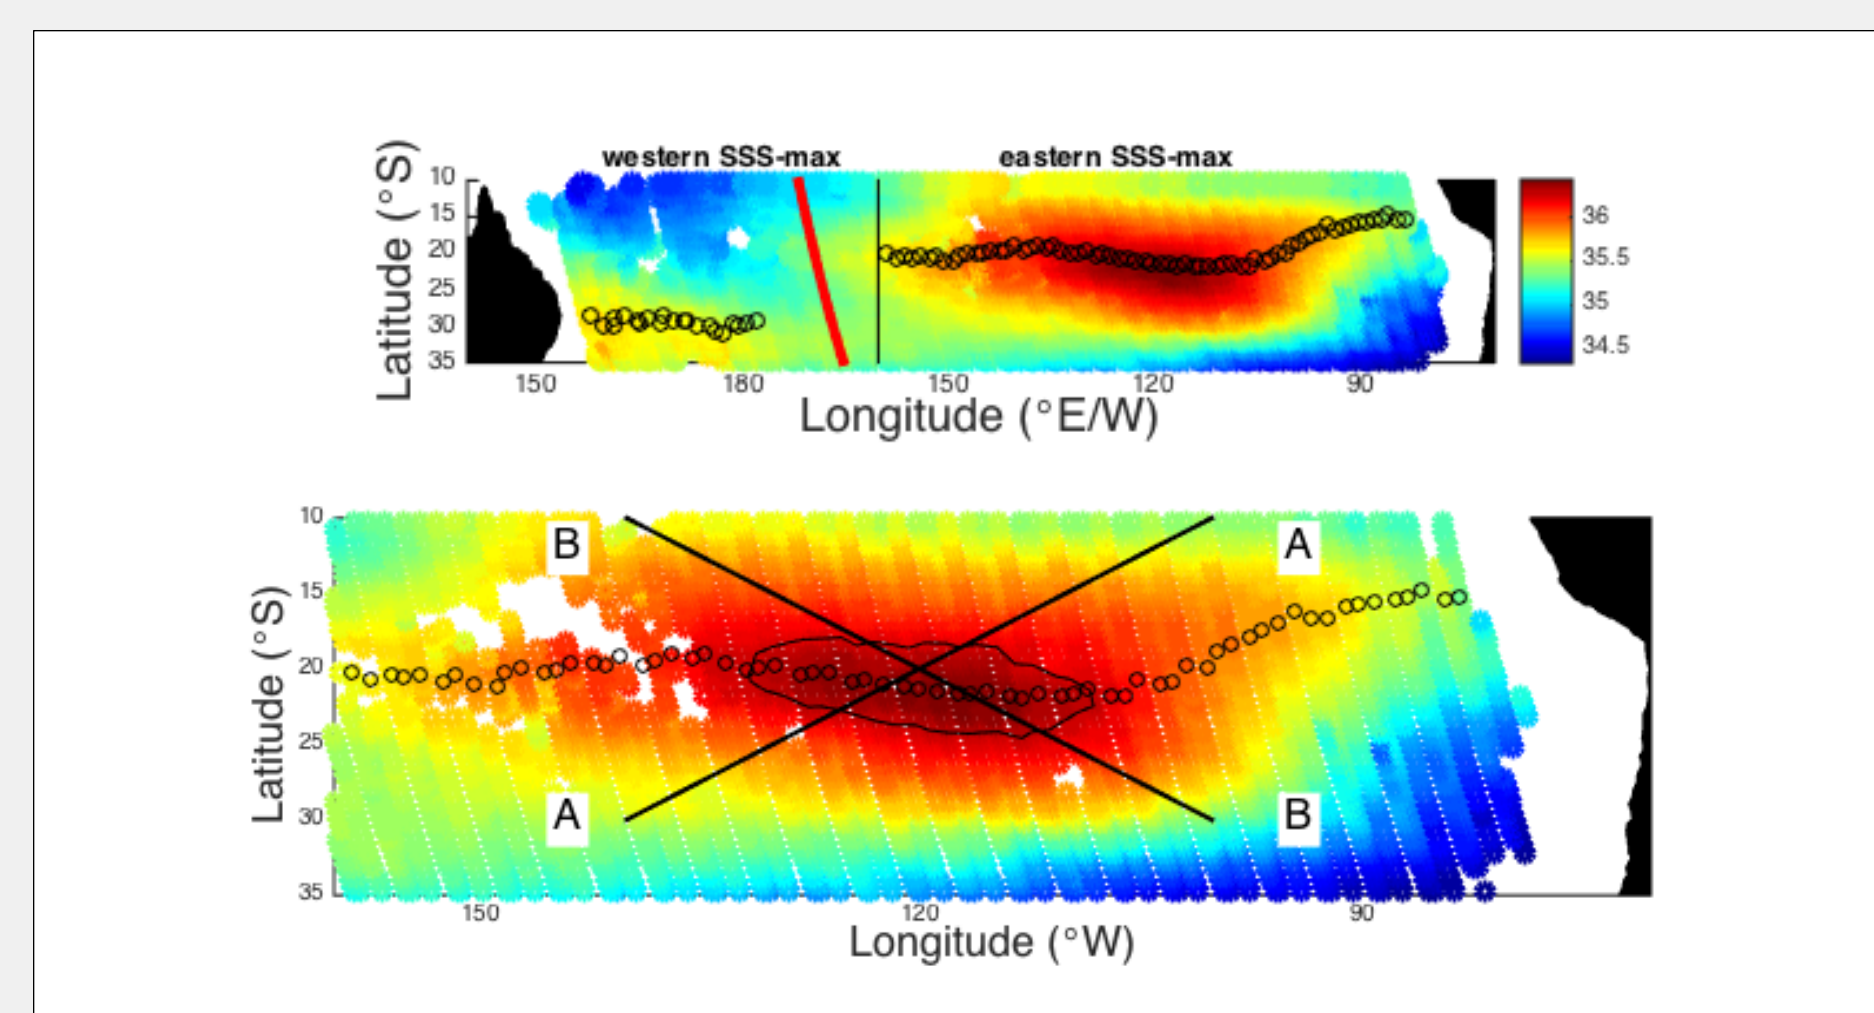 western SSS-max eastern SSS-max
Latitude (°S)
10
15
20
25
30
35
150 180 150 120 90
Longitude (°E/W)
36
35.5
35
34.5
Latitude (°S)
10
15
20
25
30
35
B A
A B
150 120 90
Longitude (°W)